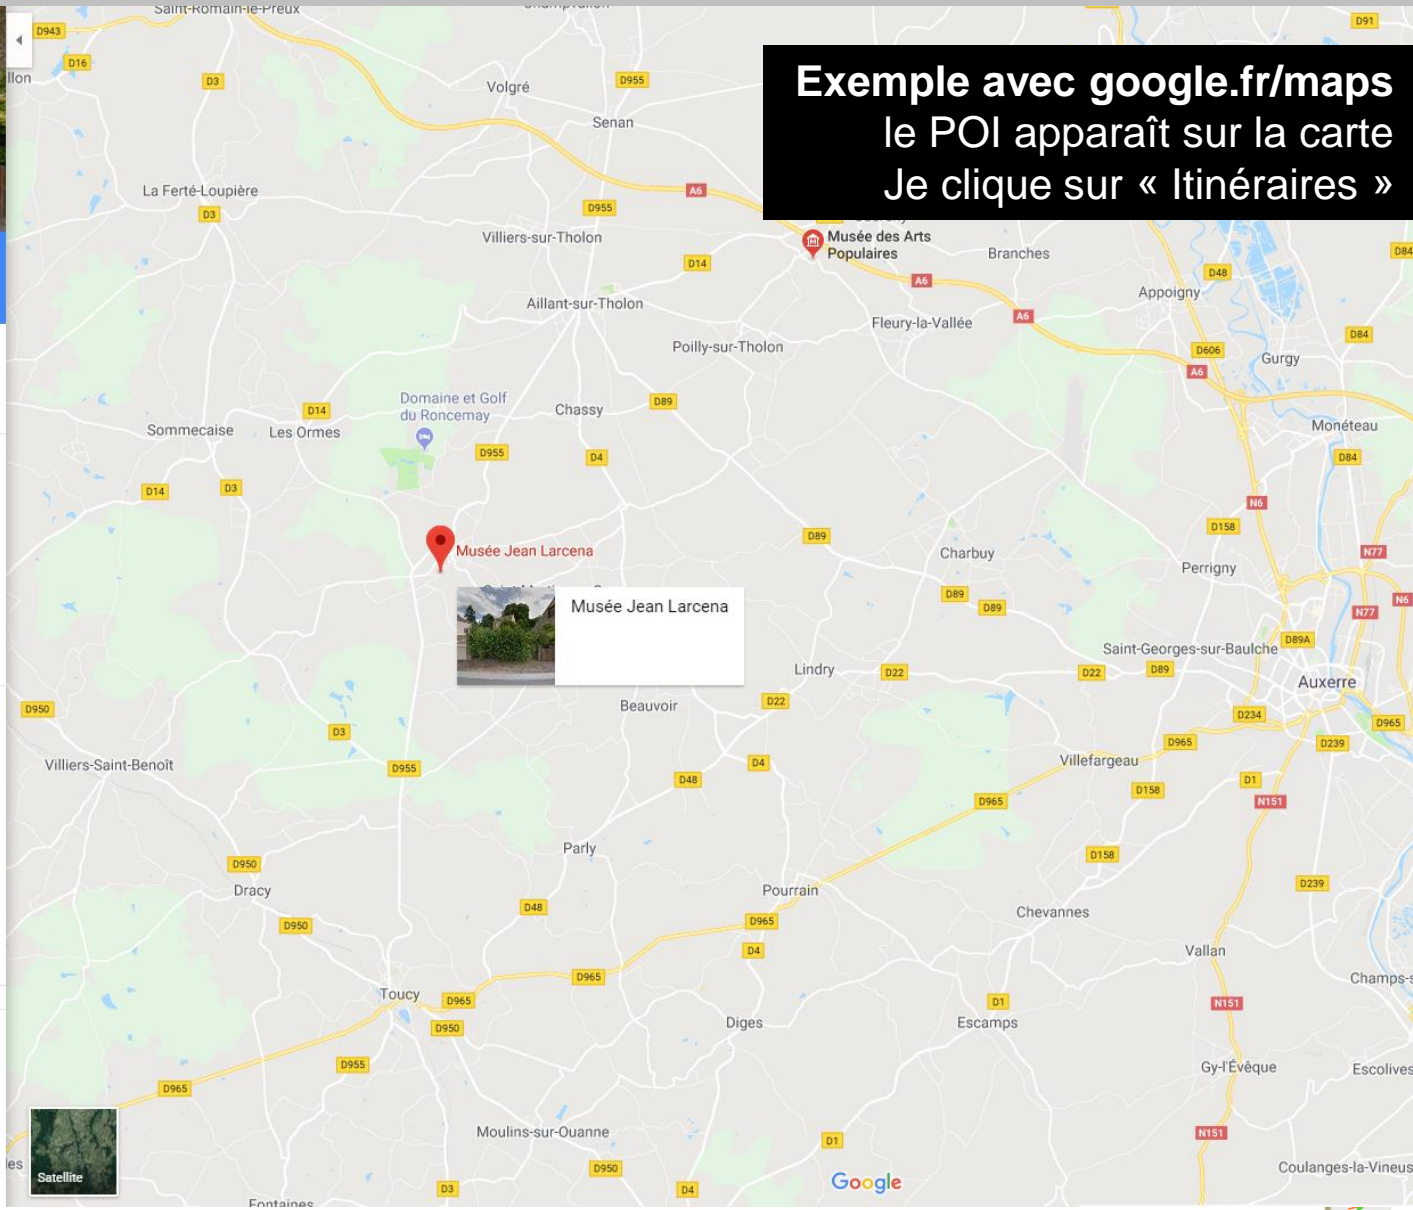 Saint-Romain-le-Preux
D943
D91
D16
llon
D3
Volgré
D955
Exemple avec google.fr/maps
le POI apparaît sur la carte
Je clique sur « Itinéraires »
Senan
La Ferté-Loupière
A6
D3
D955
Villiers-sur-Tholon
Musée des Arts
Populaires
Branches
D84
D14
D48
A6
Appoigny
Aillant-sur-Tholon
Fleury-la-Vallée
A6
D84
Poilly-sur-Tholon
D606
Gurgy
A6
Domaine et Golf
du Roncemay
D89
D14
Chassy
Sommecaise
Les Ormes
Monéteau
D955
D4
D84
D14
D3
N6
D158
D89
Musée Jean Larcena
Charbuy
N77
Perrigny
D89
D89
N6
Musée Jean Larcena
N77
D89A
Saint-Georges-sur-Baulche
Lindry
D22
D22
D89
Auxerre
D950
Beauvoir
D22
D234
D965
D3
D965
D239
Villiers-Saint-Benoît
D955
D4
Villefargeau
D48
D1
D158
D965
N151
Parly
D158
D950
Dracy
Pourrain
D239
D48
Chevannes
D950
D965
D4
Vallan
D965
Champs-s
Toucy
D965
D1
N151
D950
Diges
Escamps
D955
Gy-l'Évêque
Escolives
D965
Moulins-sur-Ouanne
D1
N151
les
Satellite
D950
Coulanges-la-Vineus
Google
D3
D4
Fontaines